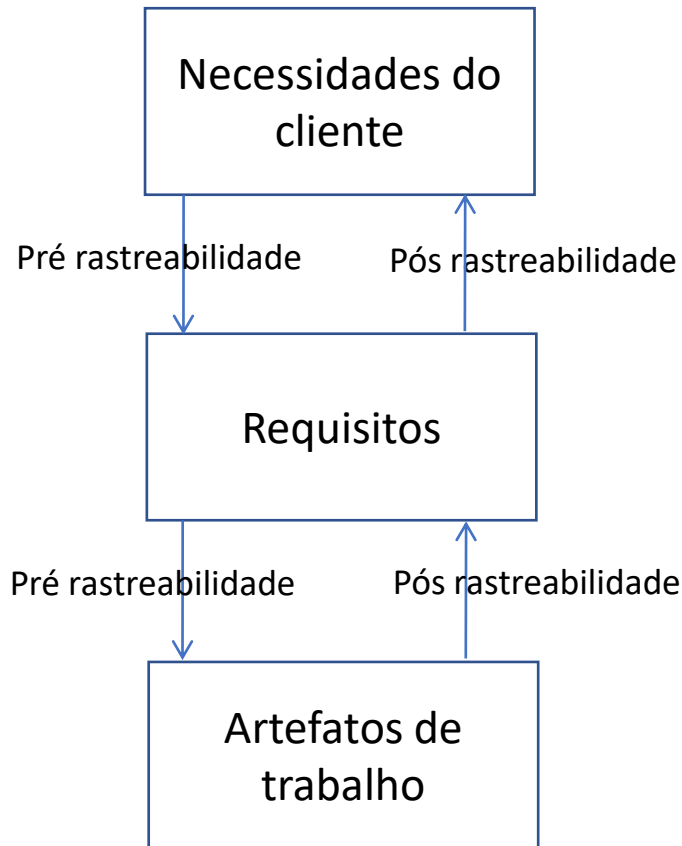 Necessidades do
cliente
Pré rastreabilidade
Pós rastreabilidade
Requisitos
Pré rastreabilidade
Pós rastreabilidade
Artefatos de
trabalho